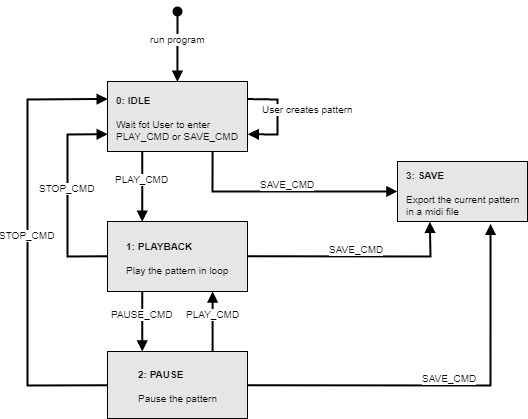 run program
0: IDLE
User creates pattern
Wait fot User to enter
PLAY_CMD or SAVE_CMD
PLAY_CMD
STOP_CMD
SAVE_CMD
3: SAVE
Export the current pattern
in a midi file
STOP_CMD
1: PLAYBACK
SAVE_CMD
Play the pattern in loop
PAUSE_CMD
PLAY_CMD
2: PAUSE
SAVE_CMD
Pause the pattern